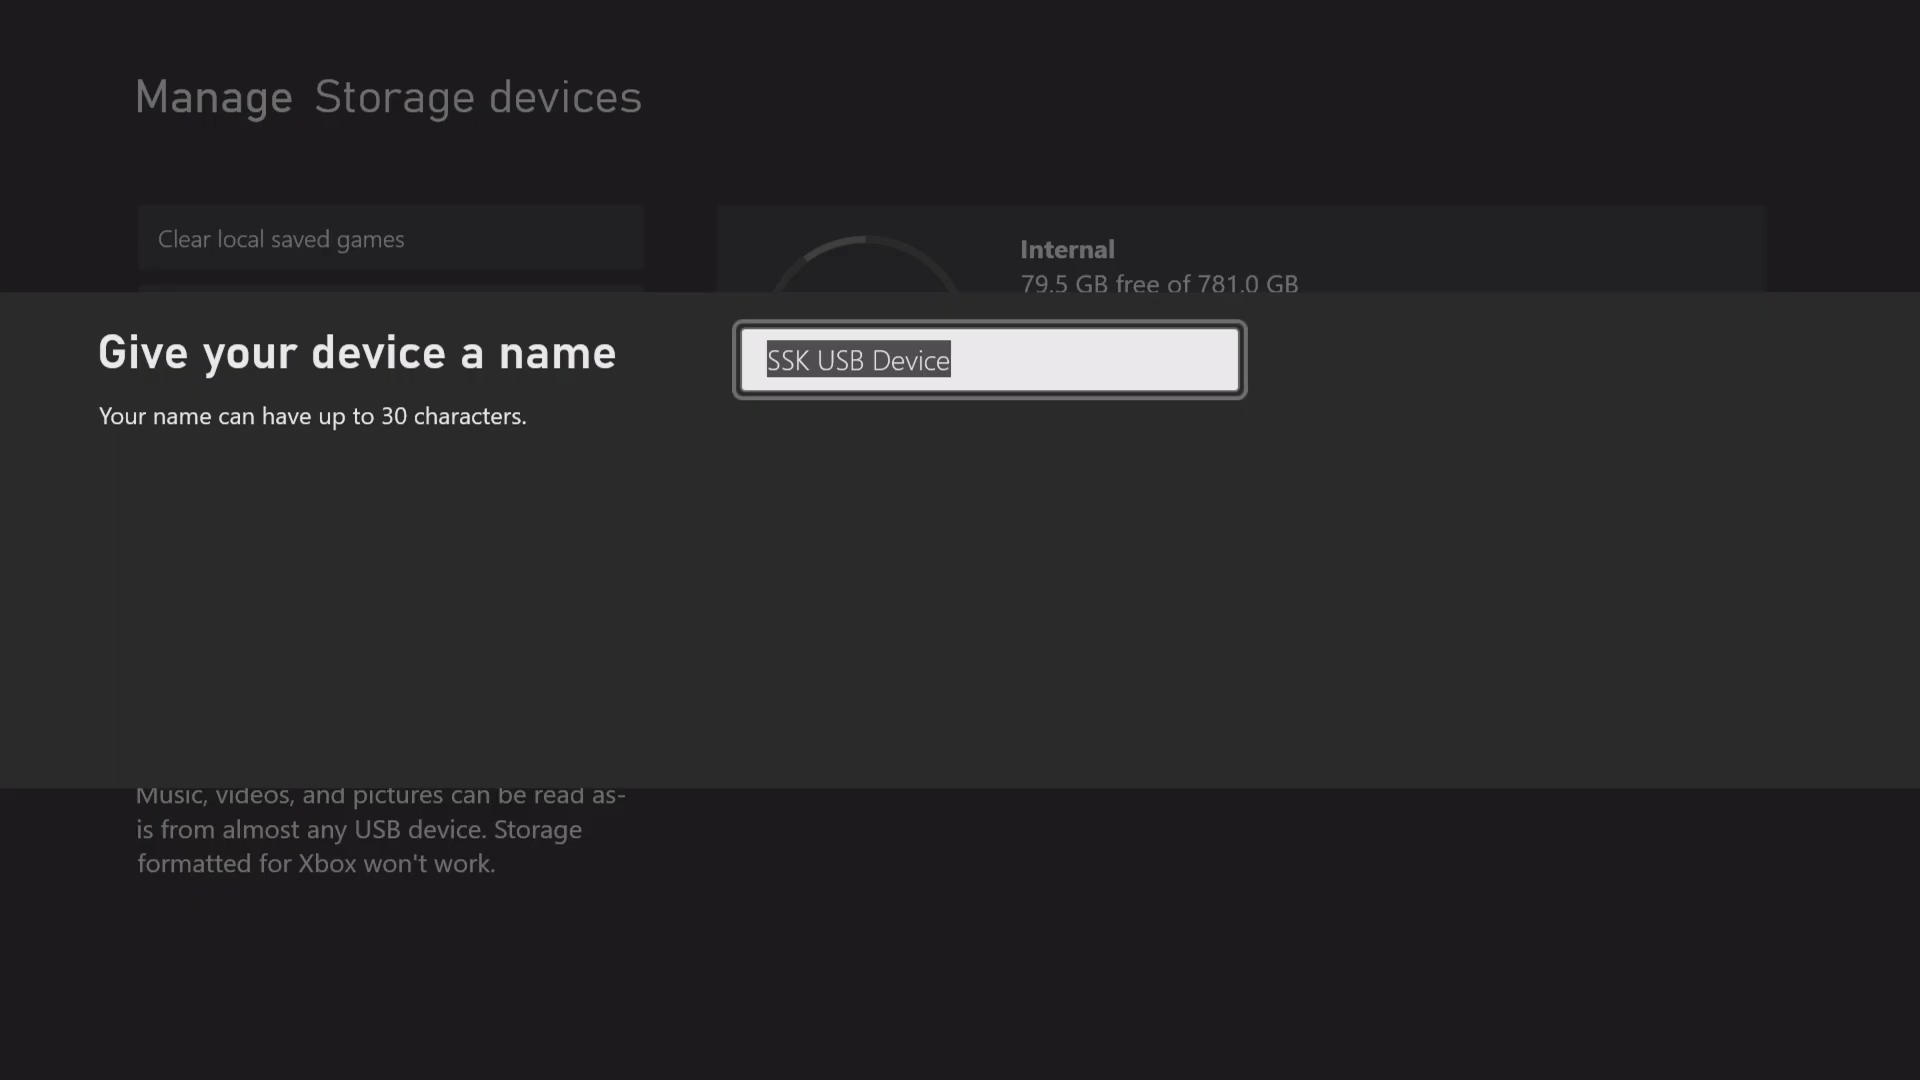 Manage Storage devices
Clear local saved games
Internal
79.5 GB free of 781.0 GB
Give your device a name
Your name can have up to 30 characters.
SSK USB Device
Music, videos, and pictures can be read as-
is from almost any USB device. Storage
formatted for Xbox won't work.